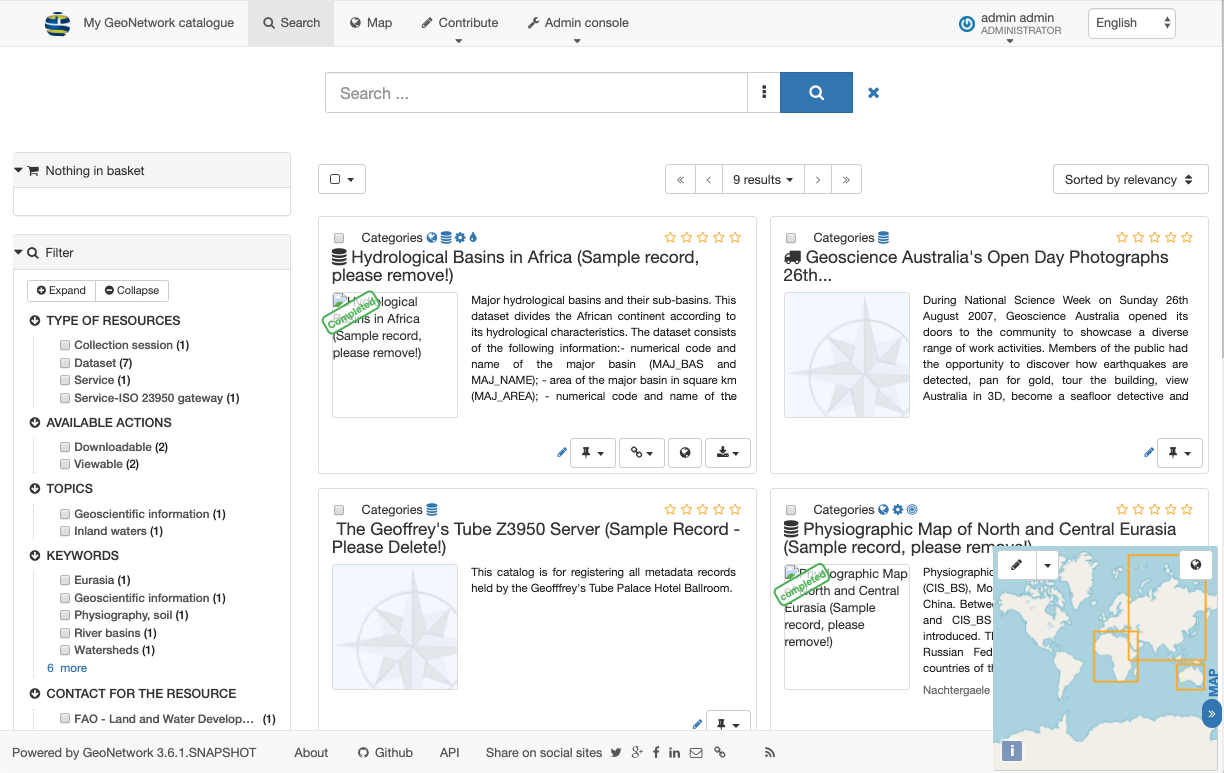 My GeoNetwork catalogue
Search
Map
Contribute
Admin console
admin admin
ADMINISTRATOR
English
Search ...
Nothing in basket
Filter
Expand
Collapse
TYPE OF RESOURCES
Collection session (1)
Dataset (7)
Service (1)
Service-ISO 23950 gateway (1)
AVAILABLE ACTIONS
Downloadable (2)
Viewable (2)
TOPICS
Geoscientific information (1)
Inland waters (1)
KEYWORDS
Eurasia (1)
Geoscientific information (1)
Physiography, soil (1)
River basins (1)
Watersheds (1)
6 more
CONTACT FOR THE RESOURCE
FAO - Land and Water Develop... (1)
«
‹
9 results
›
»
Sorted by relevancy
Categories
Hydrological Basins in Africa (Sample record,
please remove!)
Completed
in Africa
(Sample record,
please remove!)
Major hydrological basins and their sub-basins. This
dataset divides the African continent according to
its hydrological characteristics. The dataset consists
of the following information:- numerical code and
name of the major basin (MAJ_BAS and
MAJ_NAME); - area of the major basin in square km
(MAJ_AREA); - numerical code and name of the
Categories
Geoscience Australia's Open Day Photographs
26th...
During National Science Week on Sunday 26th
August 2007, Geoscience Australia opened its
doors to the community to showcase a diverse
range of work activities. Members of the public had
the opportunity to discover how earthquakes are
detected, pan for gold, tour the building, view
Australia in 3D, become a seafloor detective and
Categories
The Geoffrey's Tube Z3950 Server (Sample Record -
Please Delete!)
This catalog is for registering all metadata records
held by the Geofffrey's Tube Palace Hotel Ballroom.
Categories
Physiographic Map of North and Central Eurasia
(Sample record, please remove!)
completed
Map
North and Central
Eurasia (Sample
record, please
remove!)
Physiographic
(CIS_BS), Mo
China. Betwe
and CIS_BS
introduced. Th
Russian Fed
countries of th
Nachtergaele
MAP
»
i
Powered by GeoNetwork 3.6.1.SNAPSHOT
About
Github
API
Share on social sites